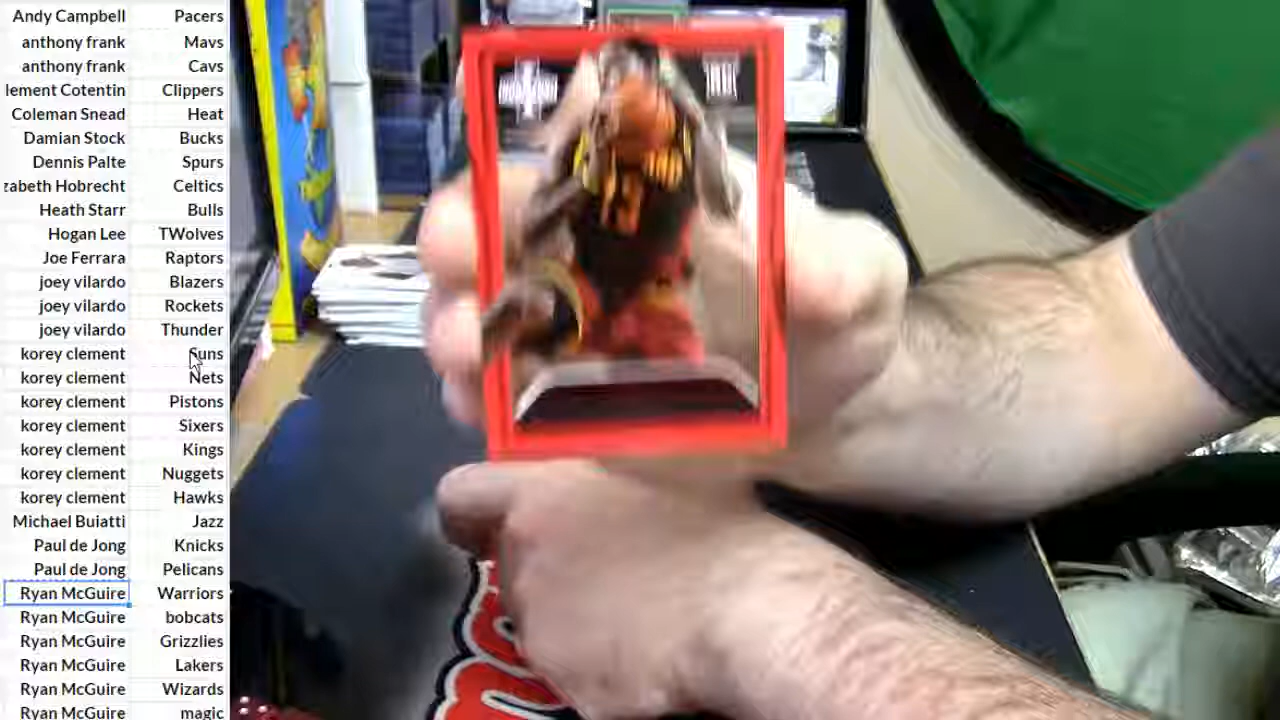 Andy Campbell Pacers
anthony frank Mavs
anthony frank Cavs
lement Cotentin Clippers
Coleman Snead Heat
Damian Stock Bucks
Dennis Palte Spurs
zabeth Hobrecht Celtics
Heath Starr Bulls
Hogan Lee TWolves
Joe Ferrara Raptors
joey vilardo Blazers
joey vilardo Rockets
joey vilardo Thunder
korey clement Suns
korey clement Nets
korey clement Pistons
korey clement Sixers
korey clement Kings
korey clement Nuggets
korey clement Hawks
Michael Buiatti Jazz
Paul de Jong Knicks
Paul de Jong Pelicans
Ryan McGuire Warriors
Ryan McGuire bobcats
Ryan McGuire Grizzlies
Ryan McGuire Lakers
Ryan McGuire Wizards
Ryan McGuire magic